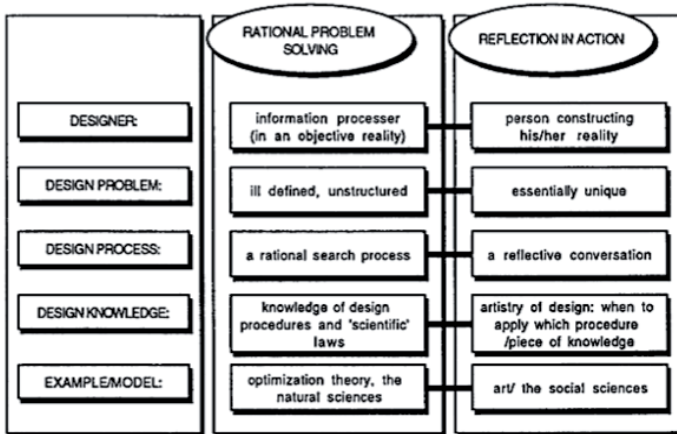 RATIONAL PROBLEM
SOLVING
REFLECTION IN ACTION
DESIGNER:
information processer
(in an objective reality)
person constructing
his/her reality
DESIGN PROBLEM:
ill defined, unstructured
essentially unique
DESIGN PROCESS:
a rational search process
a reflective conversation
DESIGN KNOWLEDGE:
knowledge of design
procedures and 'scientific'
laws
artistry of design: when to
apply which procedure
/piece of knowledge
EXAMPLE/MODEL:
optimization theory, the
natural sciences
art/ the social sciences